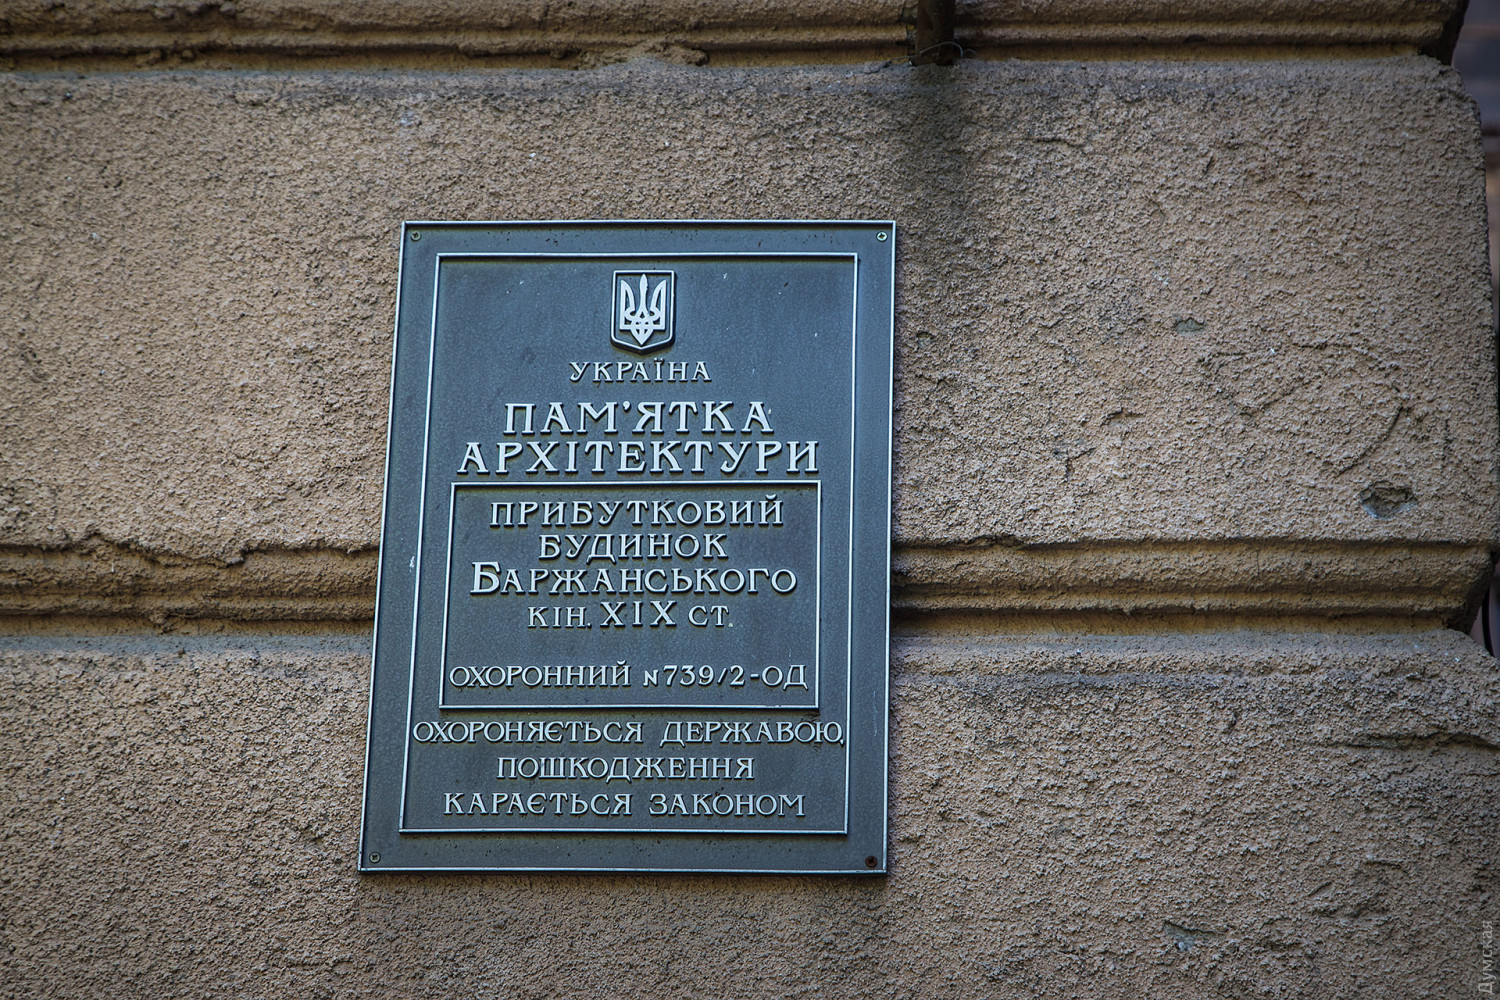 УКРАЇНА
ПАМ'ЯТКА
АРХІТЕКТУРИ
ПРИБУТКОВИЙ
БУДИНОК
БАРЖАНСЬКОГО
КІН. XIX СТ.
ОХОРОННИЙ №739/2-ОД
ОХОРОНЯЄТЬСЯ ДЕРЖАВОЮ,
ПОШКОДЖЕННЯ
КАРАЄТЬСЯ ЗАКОНОМ
Думская